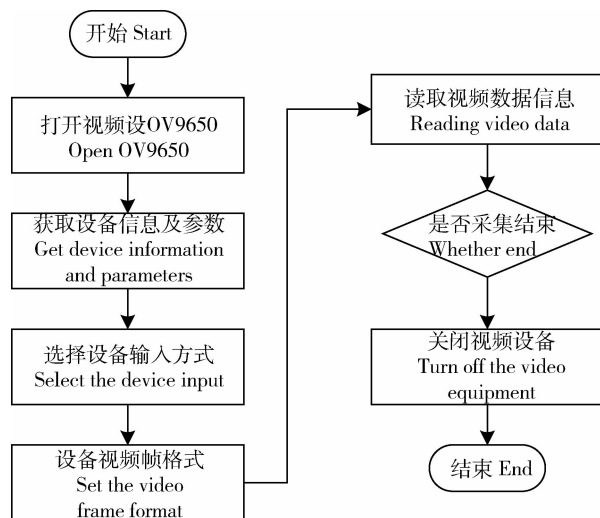 开始 Start
打开视频设OV9650
Open OV9650
获取设备信息及参数
Get device information
and parameters
选择设备输入方式
Select the device input
设备视频帧格式
Set the video
frame format
读取视频数据信息
Reading video data
是否采集结束
Whether end
关闭视频设备
Turn off the video
equipment
结束 End